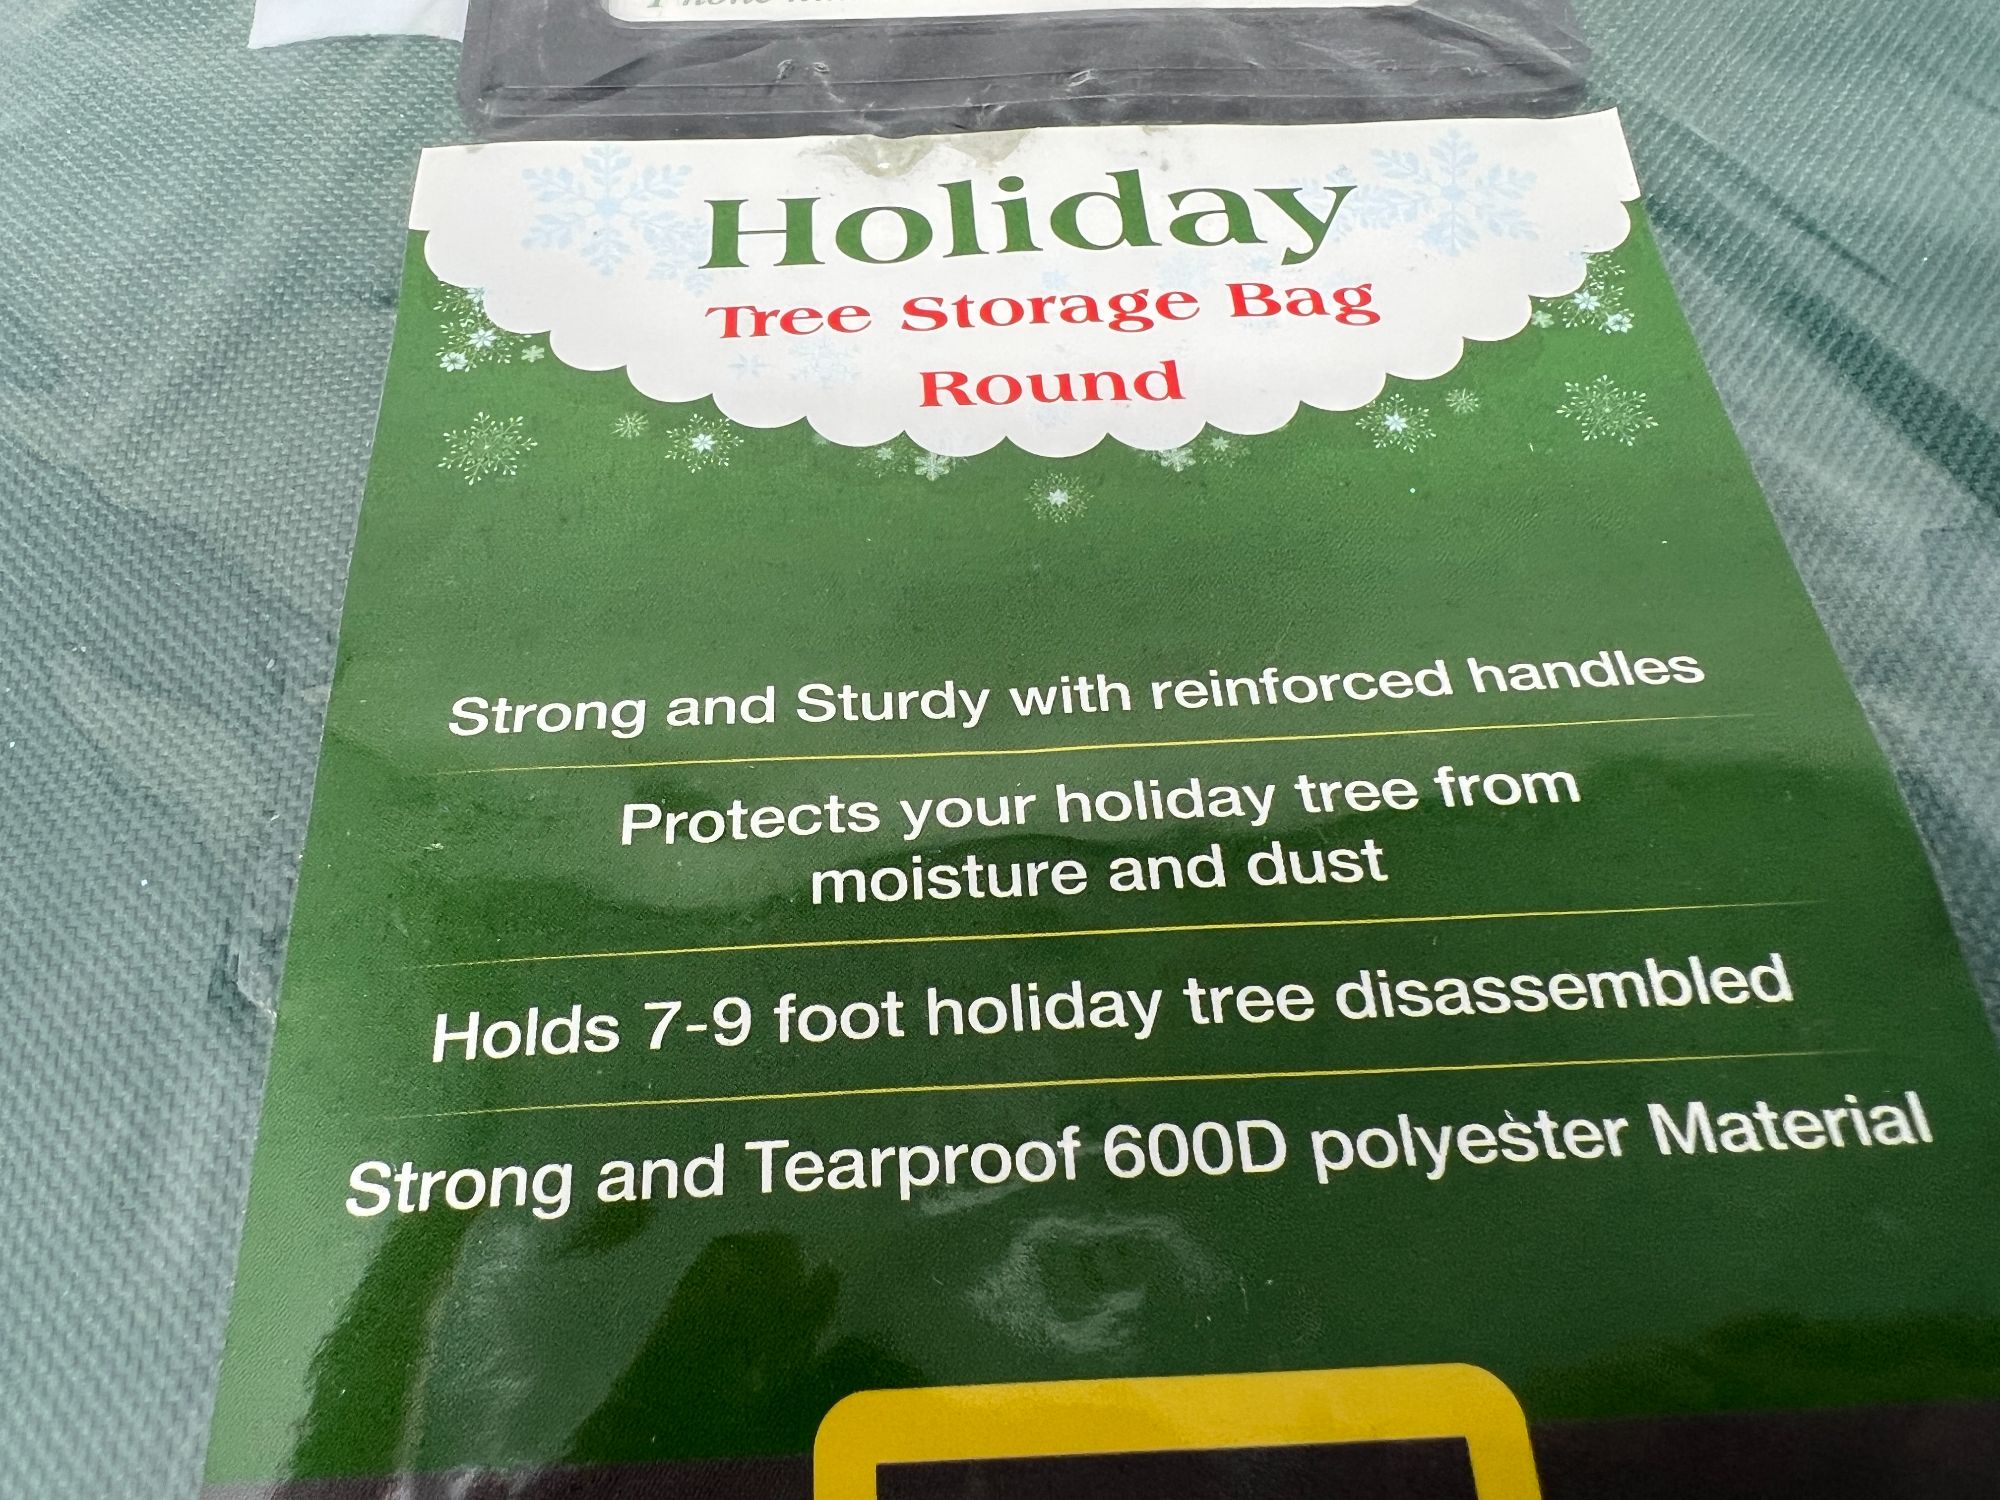 Phone
Holiday
Tree Storage Bag
Round
Strong and Sturdy with reinforced handles
Protects your holiday tree from
moisture and dust
Holds 7-9 foot holiday tree disassembled
Strong and Tearproof 600D polyester Material